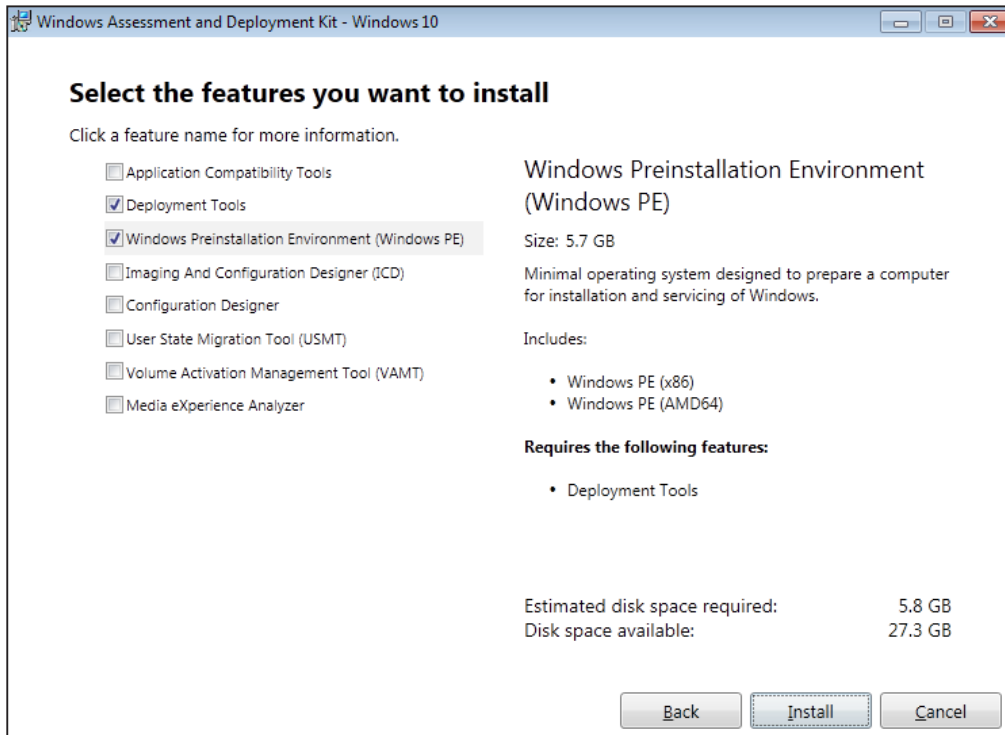 Windows Assessment and Deployment Kit - Windows 10
Select the features you want to install
Click a feature name for more information.
Application Compatibility Tools
Deployment Tools
Windows Preinstallation Environment (Windows PE)
Imaging And Configuration Designer (ICD)
Configuration Designer
User State Migration Tool (USMT)
Volume Activation Management Tool (VAMT)
Media eXperience Analyzer
Windows Preinstallation Environment
(Windows PE)
Size: 5.7 GB
Minimal operating system designed to prepare a computer
for installation and servicing of Windows.
Includes:
• Windows PE (x86)
• Windows PE (AMD64)
Requires the following features:
• Deployment Tools
Estimated disk space required: 5.8 GB
Disk space available: 27.3 GB
Back Install Cancel